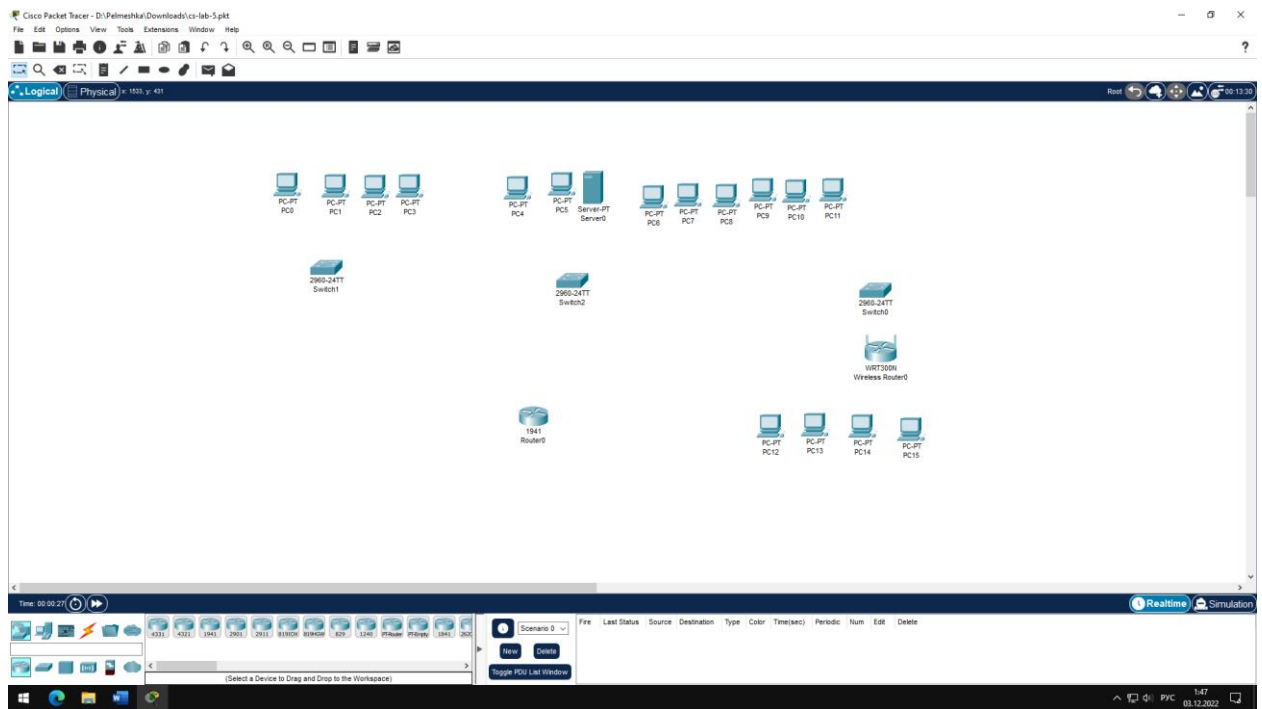 Cisco Packet Tracer - D:\Pelmeshka\Downloads\cs-lab-5.pkt
File Edit Options View Tools Extensions Window Help
?
Logical Physical x: 1533, y: 431 Root 00:13:30
PC-PT
PC0
PC-PT
PC1
PC-PT
PC2
PC-PT
PC3
PC-PT
PC4
PC-PT
PC5
Server-PT
Server0
PC-PT
PC6
PC-PT
PC7
PC-PT
PC8
PC-PT
PC9
PC-PT
PC10
PC-PT
PC11
2960-24TT
Switch1
2960-24TT
Switch2
2960-24TT
Switch0
WRT300N
Wireless Router0
1941
Router0
PC-PT
PC12
PC-PT
PC13
PC-PT
PC14
PC-PT
PC15
Time: 00:00:27 Realtime Simulation
4331 4321 1941 2901 2911 819HGW 829 1240 PT-Router PT-Empty 1841
(Select a Device to Drag and Drop to the Workspace)
Scenario 0
New Delete
Toggle PDU List Window
Fire Last Status Source Destination Type Color Time(sec) Periodic Num Edit Delete
РУС 1:47
03.12.2022